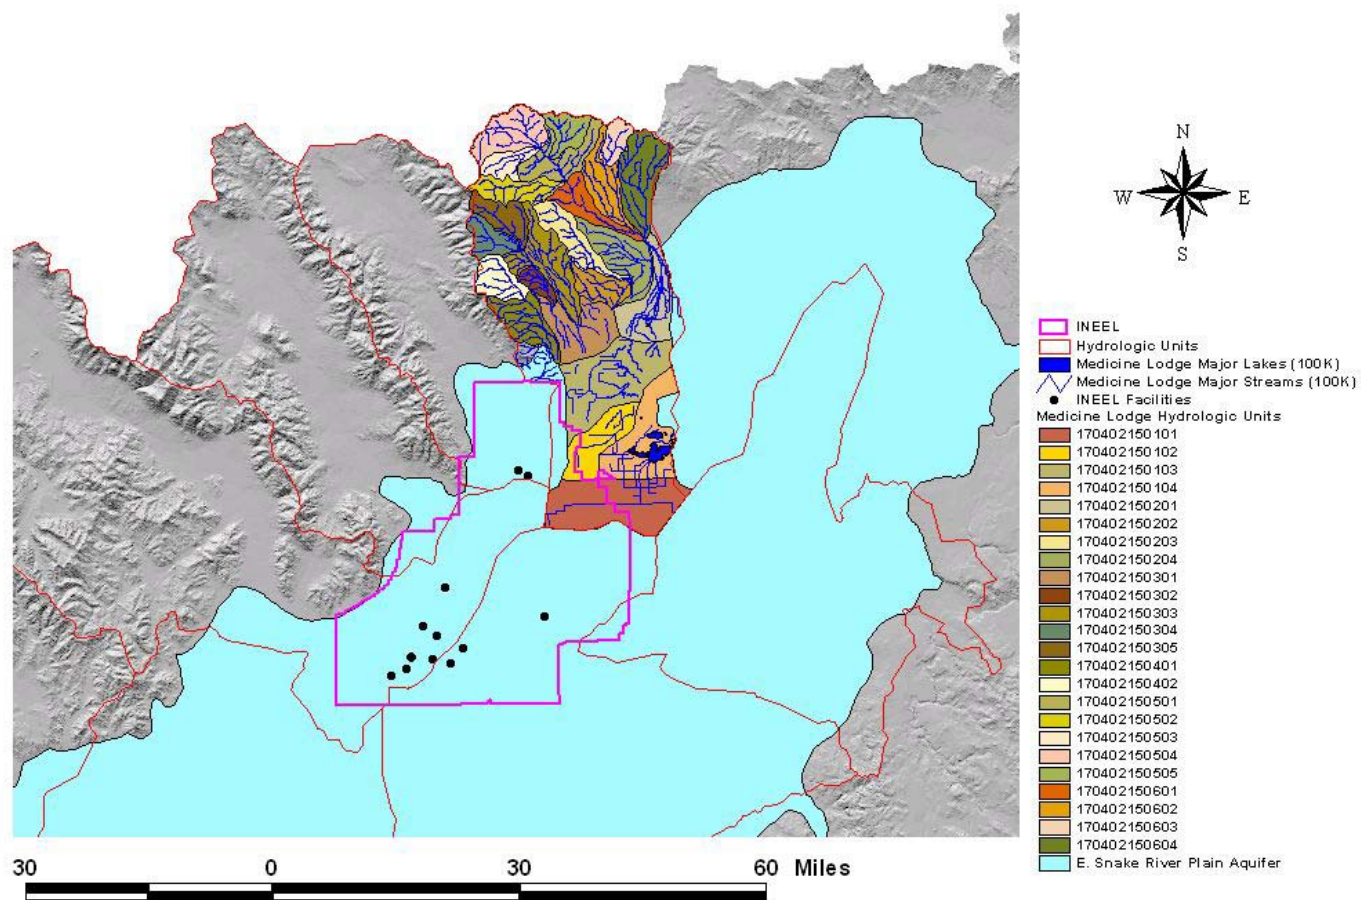 N
W E
S
INEEL
Hydrologic Units
Medicine Lodge Major Lakes (100K)
Medicine Lodge Major Streams (100K)
INEEL Facilities
Medicine Lodge Hydrologic Units
170402150101
170402150102
170402150103
170402150104
170402150201
170402150202
170402150203
170402150204
170402150301
170402150302
170402150303
170402150304
170402150305
170402150401
170402150402
170402150501
170402150502
170402150503
170402150504
170402150505
170402150601
170402150602
170402150603
170402150604
E. Snake River Plain Aquifer
30 0 30 60 Miles